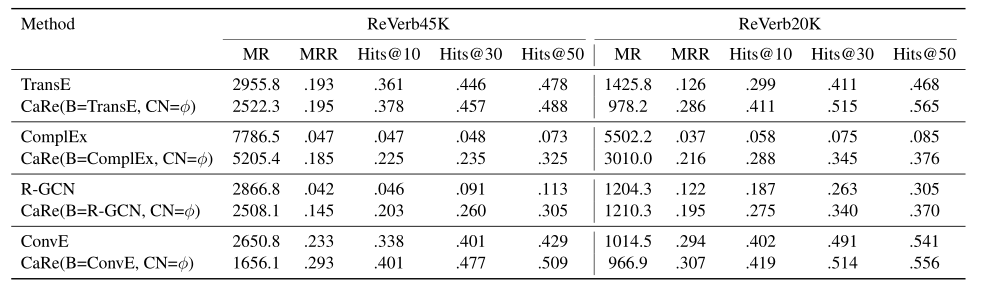 Method ReVerb45K ReVerb20K
MR MRR Hits@10 Hits@30 Hits@50 MR MRR Hits@10 Hits@30 Hits@50
TransE 2955.8 .193 .361 .446 .478 1425.8 .126 .299 .411 .468
CaRe(B=TransE, CN=ϕ) 2522.3 .195 .378 .457 .488 978.2 .286 .411 .515 .565
ComplEx 7786.5 .047 .047 .048 .073 5502.2 .037 .058 .075 .085
CaRe(B=ComplEx, CN=ϕ) 5205.4 .185 .225 .235 .325 3010.0 .216 .288 .345 .376
R-GCN 2866.8 .042 .046 .091 .113 1204.3 .122 .187 .263 .305
CaRe(B=R-GCN, CN=ϕ) 2508.1 .145 .203 .260 .305 1210.3 .195 .275 .340 .370
ConvE 2650.8 .233 .338 .401 .429 1014.5 .294 .402 .491 .541
CaRe(B=ConvE, CN=ϕ) 1656.1 .293 .401 .477 .509 966.9 .307 .419 .514 .556